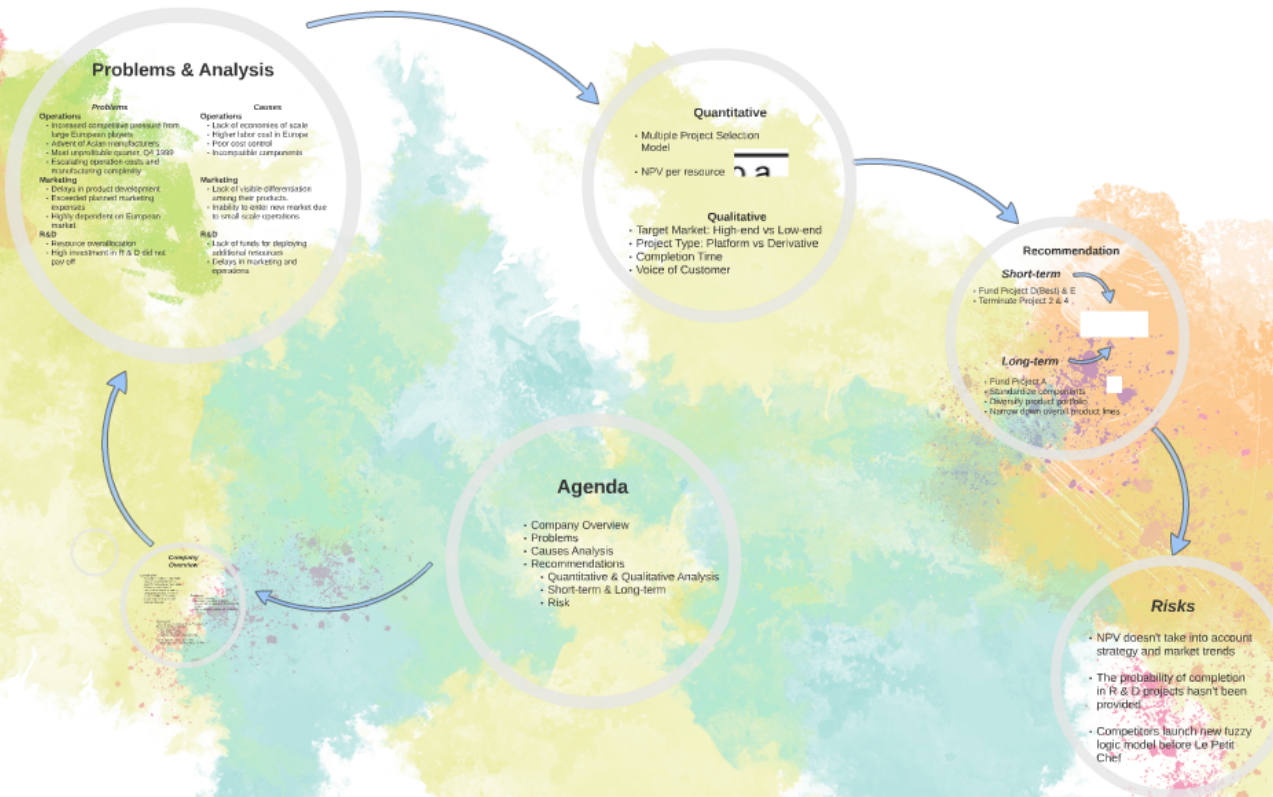 Problems & Analysis
Problems
Operations
- Increased competitive pressure from
large European players
- Advent of Asian manufacturers
- Most unprofitable quarter, Q4 1999
- Escalating operation costs and
manufacturing complexity
Marketing
- Delays in product development
- Exceeded planned marketing
expenses
- Highly dependent on European
market
R&D
- Resource overallocation
- High investment in R & D did not
pay off
Causes
- Lack of economies of scale
- Higher labor cost in Europe
- Poor cost control
- Incompatible components
Marketing
- Lack of visible differentiation
among their products.
- Inability to enter new market due
to small scale operations
R&D
- Lack of funds for deploying
additional resources
- Delays in marketing and
operations
Quantitative
- Multiple Project Selection
Model
- NPV per resource
Qualitative
- Target Market: High-end vs Low-end
- Project Type: Platform vs Derivative
- Completion Time
- Voice of Customer
Recommendation
Short-term
- Fund Project D(Best) & E
- Terminate Project 2 & 4
Long-term
- Fund Project A
- Standardize components
- Diversify product portfolio
- Narrow down overall product lines
Agenda
- Company Overview
- Problems
- Causes Analysis
- Recommendations
- Quantitative & Qualitative Analysis
- Short-term & Long-term
- Risk
Company
Overview
Risks
- NPV doesn't take into account
strategy and market trends
- The probability of completion
in R & D projects hasn't been
provided
- Competitors launch new fuzzy
logic model before Le Petit
Chef